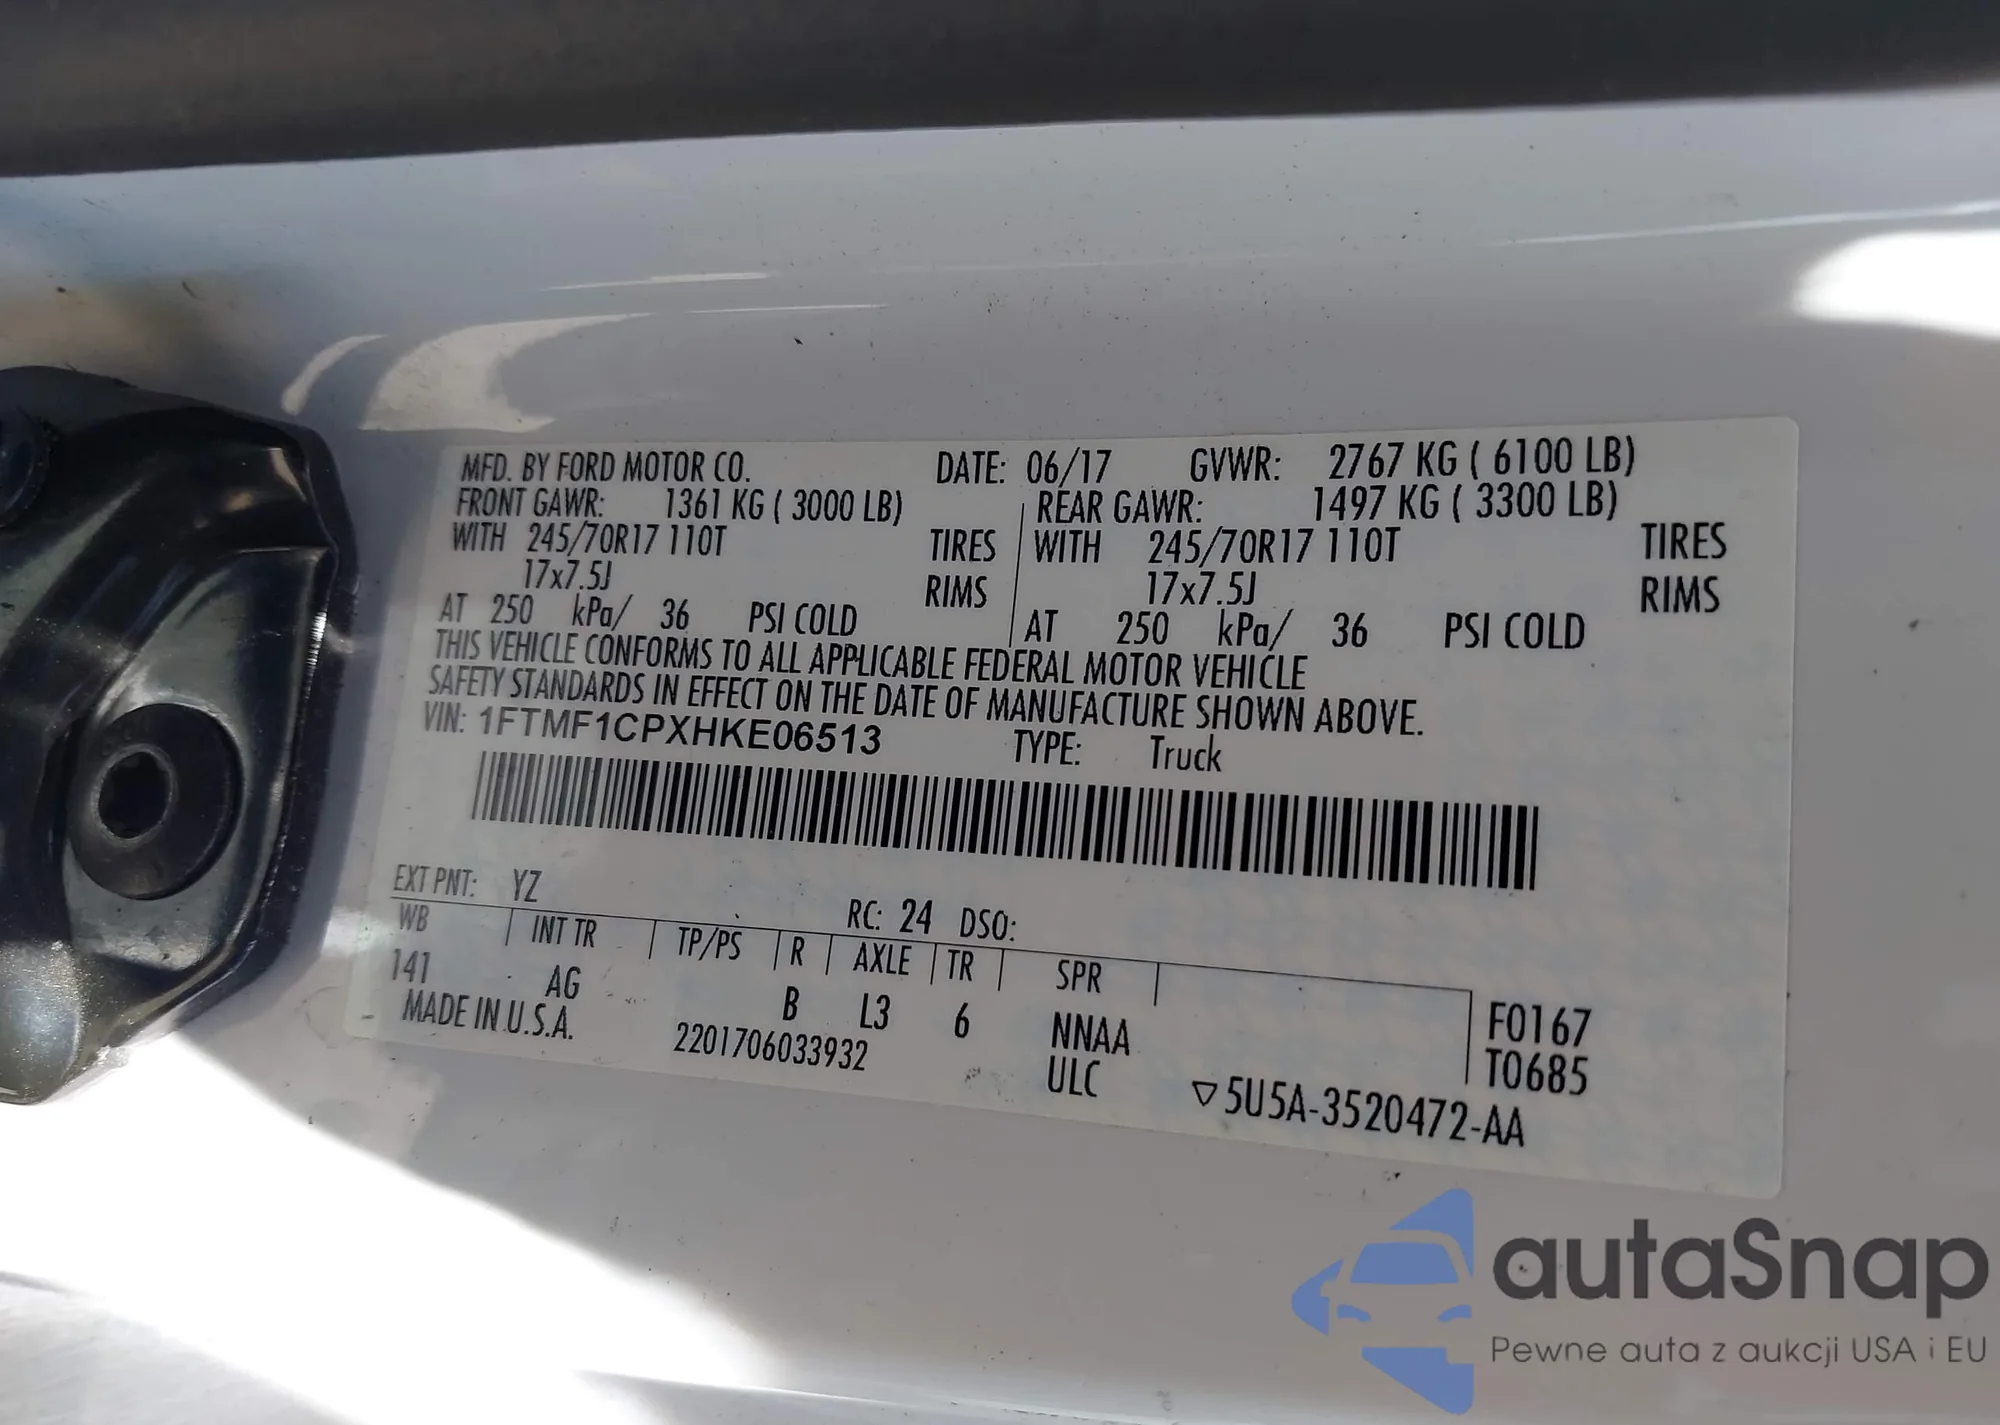 MFD. BY FORD MOTOR CO. DATE: 06/17 GVWR: 2767 KG ( 6100 LB)
FRONT GAWR: 1361 KG ( 3000 LB) REAR GAWR: 1497 KG ( 3300 LB)
WITH 245/70R17 110T TIRES WITH 245/70R17 110T TIRES
17x7.5J RIMS 17x7.5J RIMS
AT 250 kPa/ 36 PSI COLD AT 250 kPa/ 36 PSI COLD
THIS VEHICLE CONFORMS TO ALL APPLICABLE FEDERAL MOTOR VEHICLE
SAFETY STANDARDS IN EFFECT ON THE DATE OF MANUFACTURE SHOWN ABOVE.
VIN: 1FTMF1CPXHKE06513 TYPE: Truck
EXT PNT: YZ RC: 24 DSO:
WB INT TR TP/PS R AXLE TR SPR
141 AG B L3 6 NNAA F0167
MADE IN U.S.A. 2201706033932 ULC T0685
▽5U5A-3520472-AA
autaSnap
Pewne auta z aukcji USA i EU